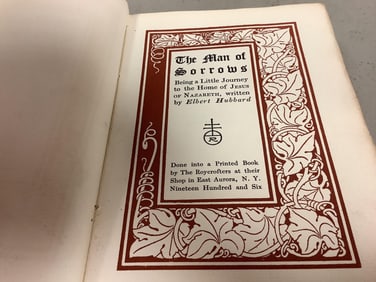 The Man of
Sorrows
Being a Little Journey
to the Home of JESUS
OF NAZARETH, written
by Elbert Hubbard
R
Done into a Printed Book
by The Roycrofters at their
Shop in East Aurora, N. Y.
Nineteen Hundred and Six